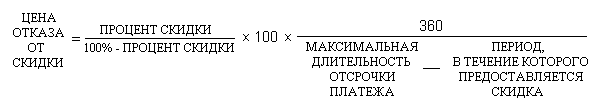 ЦЕНА
ОТКАЗА
ОТ
СКИДКИ
=
ПРОЦЕНТ СКИДКИ
100% - ПРОЦЕНТ СКИДКИ
× 100 ×
360
МАКСИМАЛЬНАЯ
ДЛИТЕЛЬНОСТЬ
ОТСРОЧКИ
ПЛАТЕЖА
—
ПЕРИОД,
В ТЕЧЕНИЕ КОТОРОГО
ПРЕДОСТАВЛЯЕТСЯ
СКИДКА